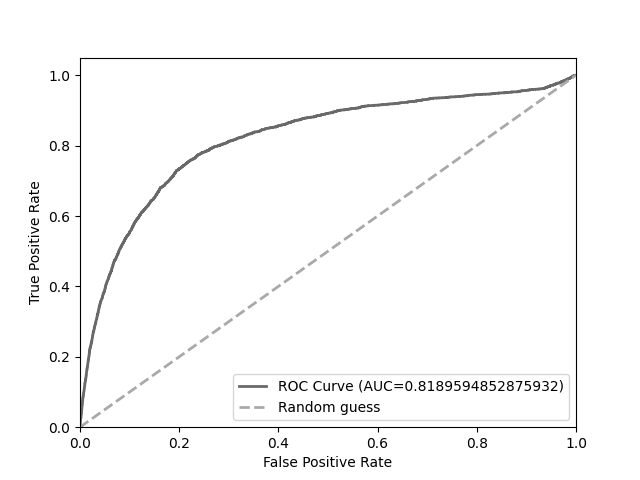 1.0
0.8
0.6
0.4
0.2
0.0
True Positive Rate
ROC Curve (AUC=0.8189594852875932)
Random guess
0.0 0.2 0.4 0.6 0.8 1.0
False Positive Rate